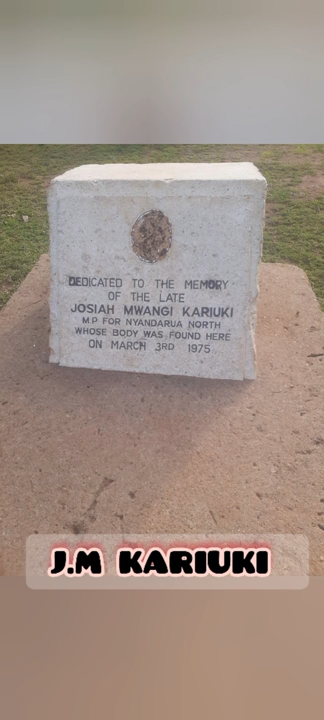 DEDICATED TO THE MEMORY
OF THE LATE
JOSIAH MWANGI KARIUKI
M.P FOR NYANDARUA NORTH
WHOSE BODY WAS FOUND HERE
ON MARCH 3RD 1975
J.M KARIUKI